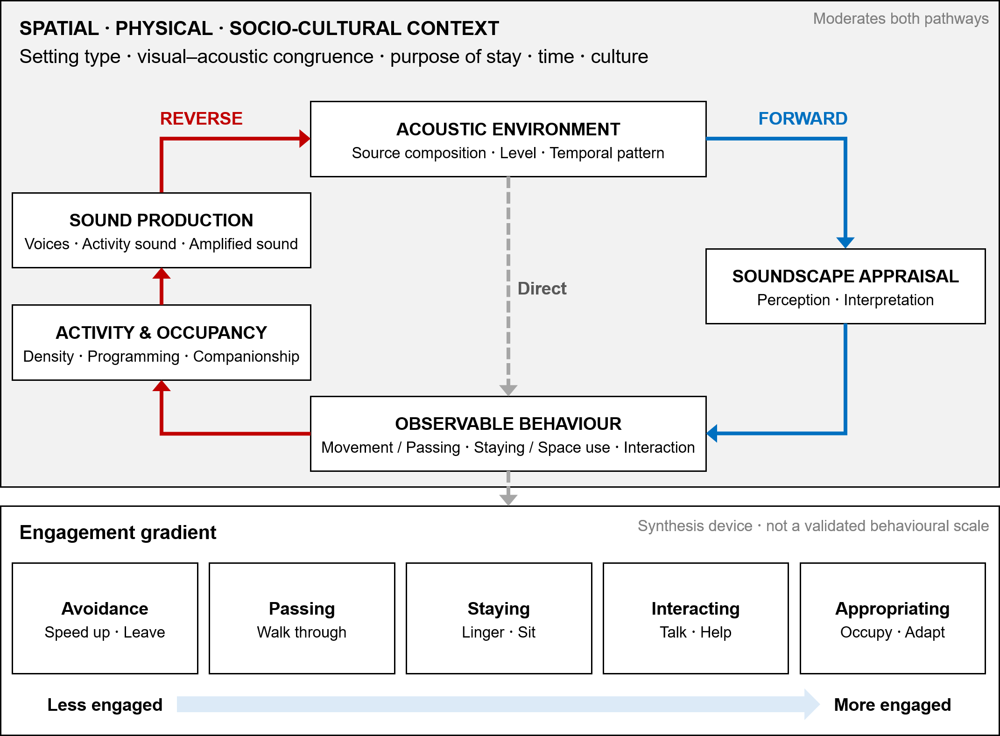 SPATIAL · PHYSICAL · SOCIO-CULTURAL CONTEXT
Moderates both pathways
Setting type · visual–acoustic congruence · purpose of stay · time · culture
REVERSE
FORWARD
ACOUSTIC ENVIRONMENT
Source composition · Level · Temporal pattern
SOUND PRODUCTION
Voices · Activity sound · Amplified sound
Direct
SOUNDSCAPE APPRAISAL
Perception · Interpretation
ACTIVITY & OCCUPANCY
Density · Programming · Companionship
OBSERVABLE BEHAVIOUR
Movement / Passing · Staying / Space use · Interaction
Engagement gradient
Synthesis device · not a validated behavioural scale
Avoidance
Speed up · Leave
Passing
Walk through
Staying
Linger · Sit
Interacting
Talk · Help
Appropriating
Occupy · Adapt
Less engaged
More engaged